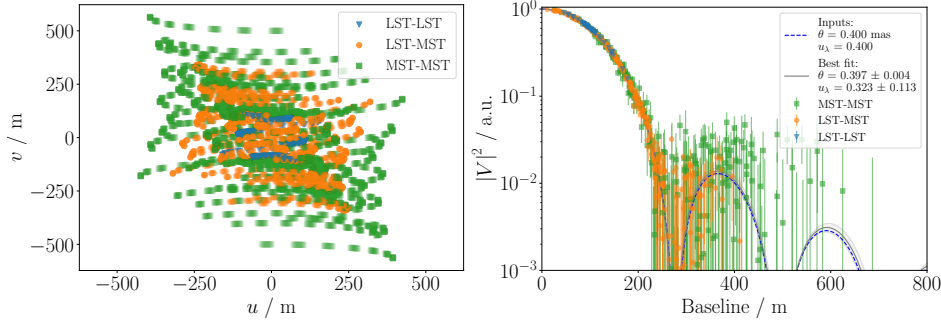 LST-LST
LST-MST
MST-MST
500
250
0
−250
−500
v / m
−500
−250
0
250
500
u / m
10⁰
10⁻¹
10⁻²
10⁻³
|V|² / a.u.
Inputs:
θ = 0.400 mas
u_λ = 0.400
Best fit:
θ = 0.397 ± 0.004
u_λ = 0.323 ± 0.113
MST-MST
LST-MST
LST-LST
0
200
400
600
800
Baseline / m